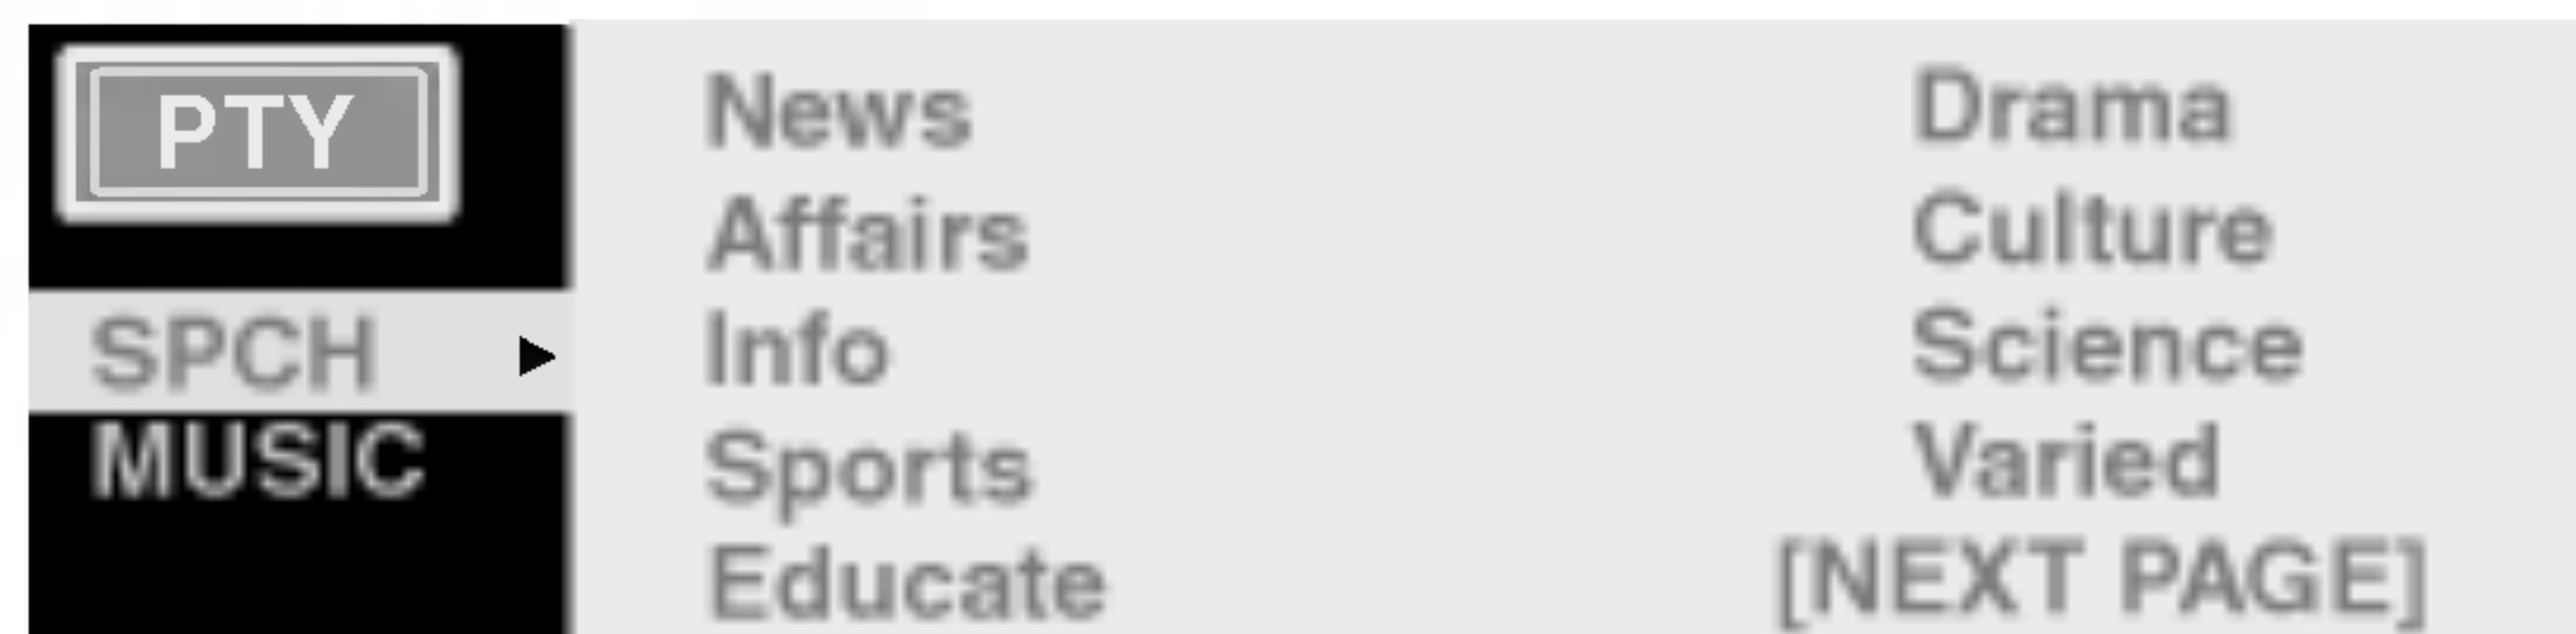 PTY
SPCH
MUSIC
News
Affairs
Info
Sports
Educate
Drama
Culture
Science
Varied
[NEXT PAGE]